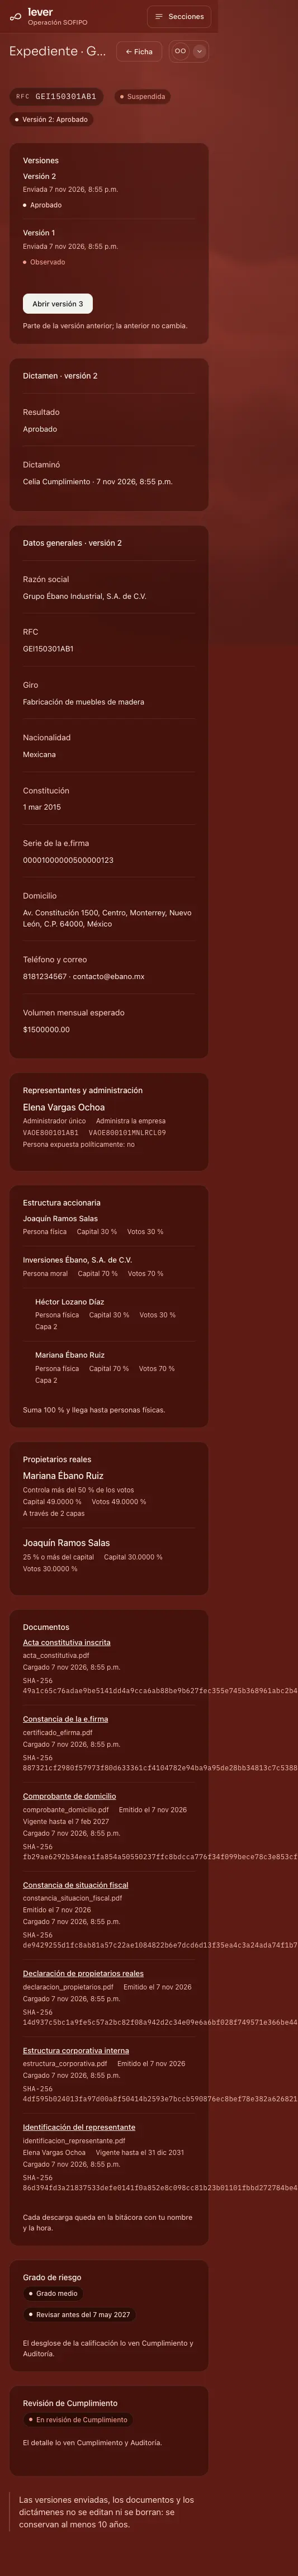 lever
Operación SOFIPO
Secciones
Expediente · G...
← Ficha
OO
RFC GEI150301AB1
Suspendida
Versión 2: Aprobado
Versiones
Versión 2
Enviada 7 nov 2026, 8:55 p.m.
Aprobado
Versión 1
Enviada 7 nov 2026, 8:55 p.m.
Observado
Abrir versión 3
Parte de la versión anterior; la anterior no cambia.
Dictamen · versión 2
Resultado
Aprobado
Dictaminó
Celia Cumplimiento · 7 nov 2026, 8:55 p.m.
Datos generales · versión 2
Razón social
Grupo Ébano Industrial, S.A. de C.V.
RFC
GEI150301AB1
Giro
Fabricación de muebles de madera
Nacionalidad
Mexicana
Constitución
1 mar 2015
Serie de la e.firma
00001000000500000123
Domicilio
Av. Constitución 1500, Centro, Monterrey, Nuevo
León, C.P. 64000, México
Teléfono y correo
8181234567 · contacto@ebano.mx
Volumen mensual esperado
$1500000.00
Representantes y administración
Elena Vargas Ochoa
Administrador único Administra la empresa
VAOE800101AB1 VAOE800101MNLRCL09
Persona expuesta políticamente: no
Estructura accionaria
Joaquín Ramos Salas
Persona física Capital 30 % Votos 30 %
Inversiones Ébano, S.A. de C.V.
Persona moral Capital 70 % Votos 70 %
Héctor Lozano Díaz
Persona física Capital 30 % Votos 30 %
Capa 2
Mariana Ébano Ruiz
Persona física Capital 70 % Votos 70 %
Capa 2
Suma 100 % y llega hasta personas físicas.
Propietarios reales
Mariana Ébano Ruiz
Controla más del 50 % de los votos
Capital 49.0000 % Votos 49.0000 %
A través de 2 capas
Joaquín Ramos Salas
25 % o más del capital Capital 30.0000 %
Votos 30.0000 %
Documentos
Acta constitutiva inscrita
acta_constitutiva.pdf
Cargado 7 nov 2026, 8:55 p.m.
SHA-256
Constancia de la e.firma
certificado_efirma.pdf
Cargado 7 nov 2026, 8:55 p.m.
SHA-256
Comprobante de domicilio
comprobante_domicilio.pdf Emitido el 7 nov 2026
Vigente hasta el 7 feb 2027
Cargado 7 nov 2026, 8:55 p.m.
SHA-256
Constancia de situación fiscal
constancia_situacion_fiscal.pdf
Emitido el 7 nov 2026
Cargado 7 nov 2026, 8:55 p.m.
SHA-256
Declaración de propietarios reales
declaracion_propietarios.pdf Emitido el 7 nov 2026
Cargado 7 nov 2026, 8:55 p.m.
SHA-256
Estructura corporativa interna
estructura_corporativa.pdf Emitido el 7 nov 2026
Cargado 7 nov 2026, 8:55 p.m.
SHA-256
Identificación del representante
identificacion_representante.pdf
Elena Vargas Ochoa Vigente hasta el 31 dic 2031
Cargado 7 nov 2026, 8:55 p.m.
SHA-256
Cada descarga queda en la bitácora con tu nombre
y la hora.
Grado de riesgo
Grado medio
Revisar antes del 7 may 2027
El desglose de la calificación lo ven Cumplimiento y
Auditoría.
Revisión de Cumplimiento
En revisión de Cumplimiento
El detalle lo ven Cumplimiento y Auditoría.
Las versiones enviadas, los documentos y los
dictámenes no se editan ni se borran: se
conservan al menos 10 años.